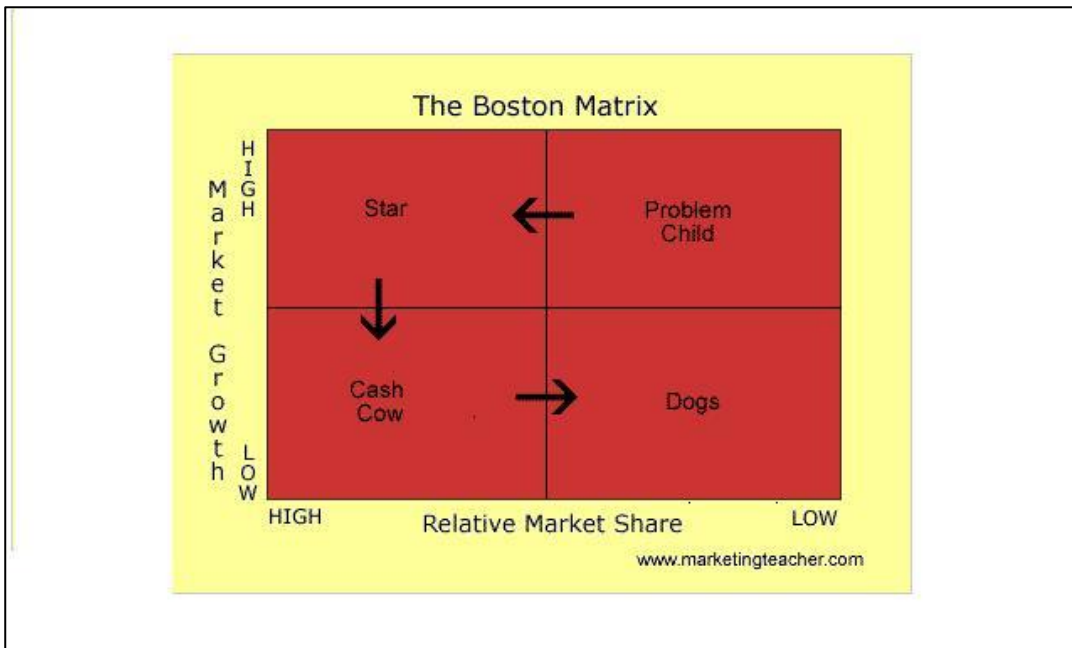 The Boston Matrix
HIGH
Market Growth
LOW
Star
Problem
Child
Cash
Cow
Dogs
HIGH
Relative Market Share
LOW
www.marketingteacher.com